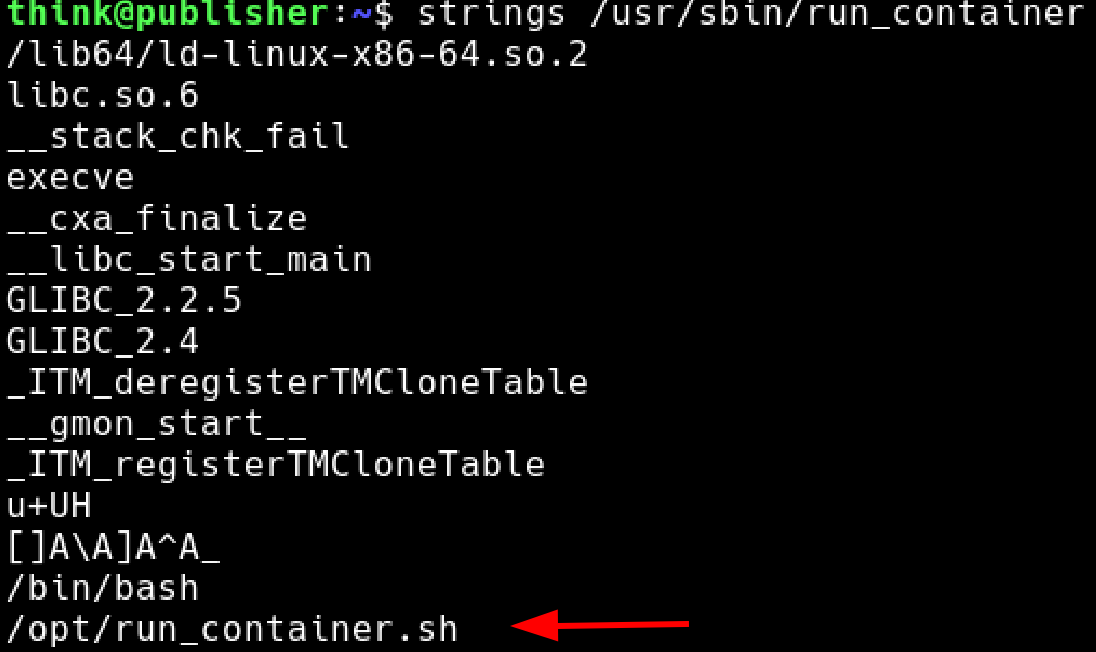 think@publisher:~$ strings /usr/sbin/run_container
/lib64/ld-linux-x86-64.so.2
libc.so.6
__stack_chk_fail
execve
__cxa_finalize
__libc_start_main
GLIBC_2.2.5
GLIBC_2.4
_ITM_deregisterTMCloneTable
__gmon_start__
_ITM_registerTMCloneTable
u+UH
[]A\A]A^A_
/bin/bash
/opt/run_container.sh